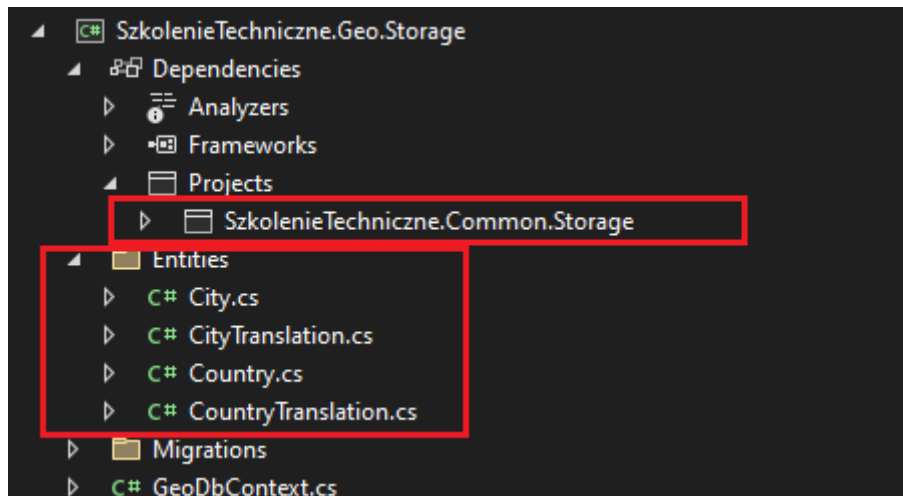 C# SzkolenieTechniczne.Geo.Storage
Dependencies
Analyzers
Frameworks
Projects
SzkolenieTechniczne.Common.Storage
Entities
C# City.cs
C# CityTranslation.cs
C# Country.cs
C# CountryTranslation.cs
Migrations
C# GeoDbContext.cs